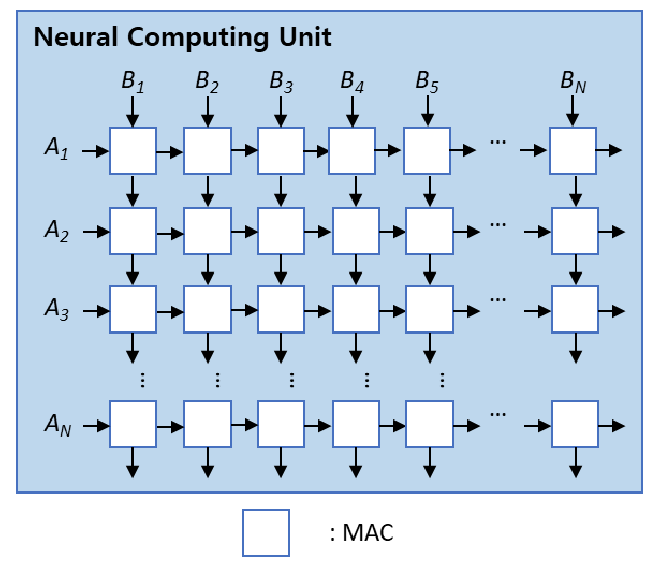 Neural Computing Unit
B1 B2 B3 B4 B5 BN
A1 ...
A2 ...
A3 ...
... ... ... ... ...
AN ...
: MAC